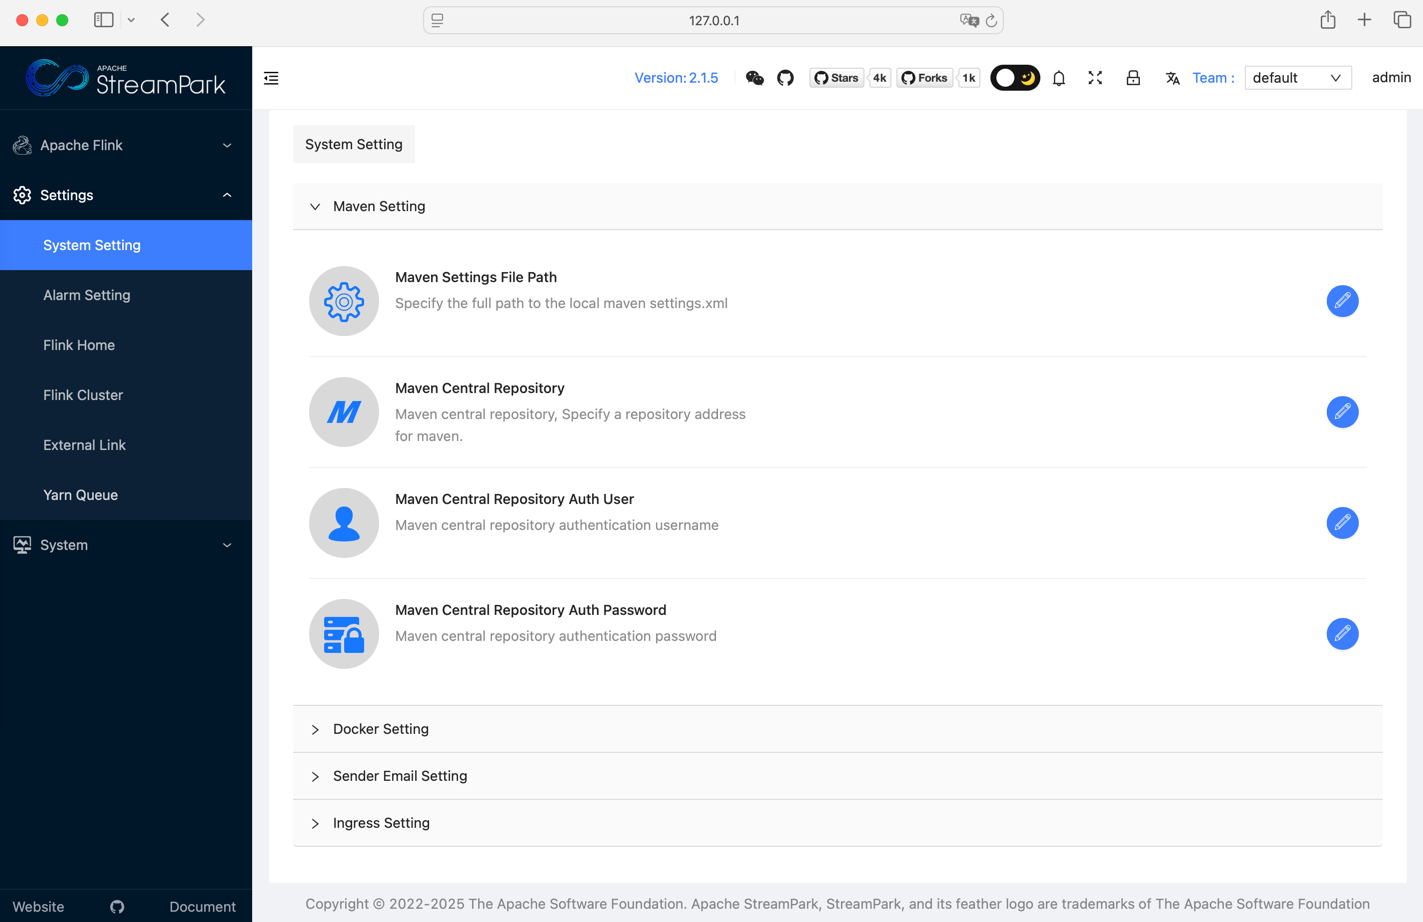 127.0.0.1
APACHE
StreamPark
Version: 2.1.5
Stars
4k
Forks
1k
Team :
default
admin
Apache Flink
Settings
System Setting
Alarm Setting
Flink Home
Flink Cluster
External Link
Yarn Queue
System
Website
Document
System Setting
Maven Setting
Maven Settings File Path
Specify the full path to the local maven settings.xml
Maven Central Repository
Maven central repository, Specify a repository address
for maven.
Maven Central Repository Auth User
Maven central repository authentication username
Maven Central Repository Auth Password
Maven central repository authentication password
Docker Setting
Sender Email Setting
Ingress Setting
Copyright © 2022-2025 The Apache Software Foundation. Apache StreamPark, StreamPark, and its feather logo are trademarks of The Apache Software Foundation